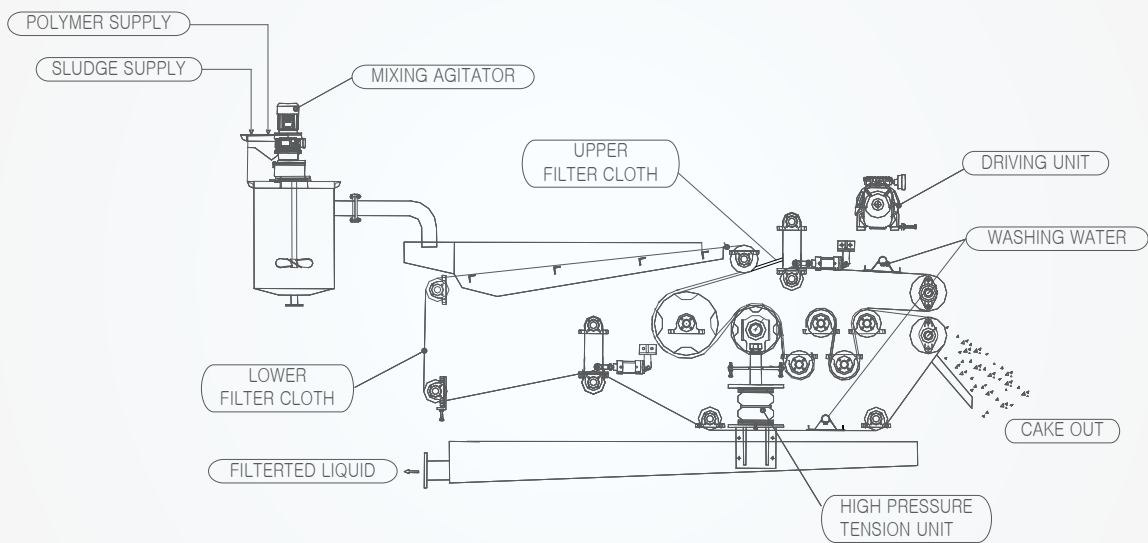 POLYMER SUPPLY
SLUDGE SUPPLY
MIXING AGITATOR
UPPER
FILTER CLOTH
DRIVING UNIT
WASHING WATER
LOWER
FILTER CLOTH
CAKE OUT
FILTERTED LIQUID
HIGH PRESSURE
TENSION UNIT